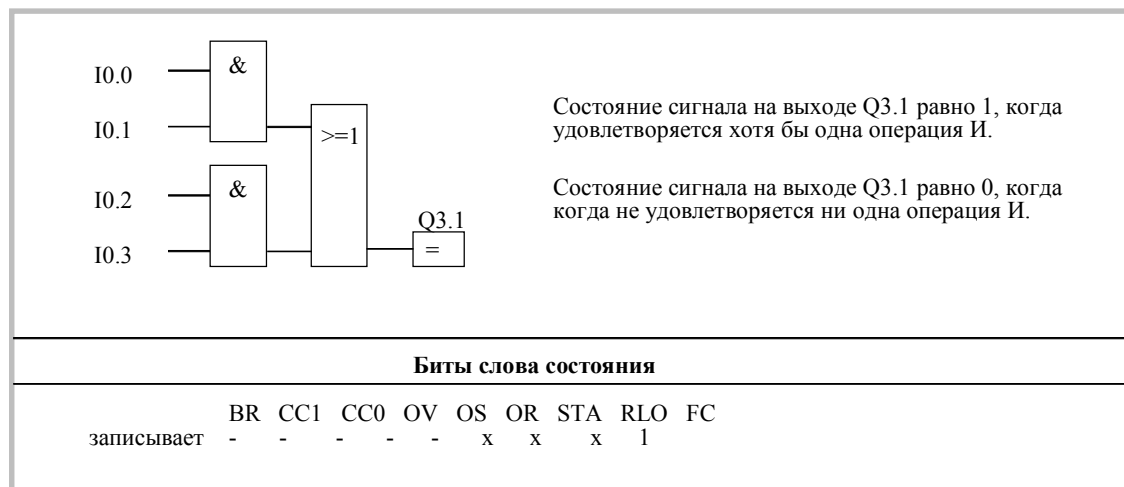 I0.0
&
I0.1
>=1
I0.2
&
I0.3
Q3.1
=
Состояние сигнала на выходе Q3.1 равно 1, когда
удовлетворяется хотя бы одна операция И.
Состояние сигнала на выходе Q3.1 равно 0, когда
когда не удовлетворяется ни одна операция И.
Биты слова состояния
BR CC1 CC0 OV OS OR STA RLO FC
записывает - - - - - x x x 1